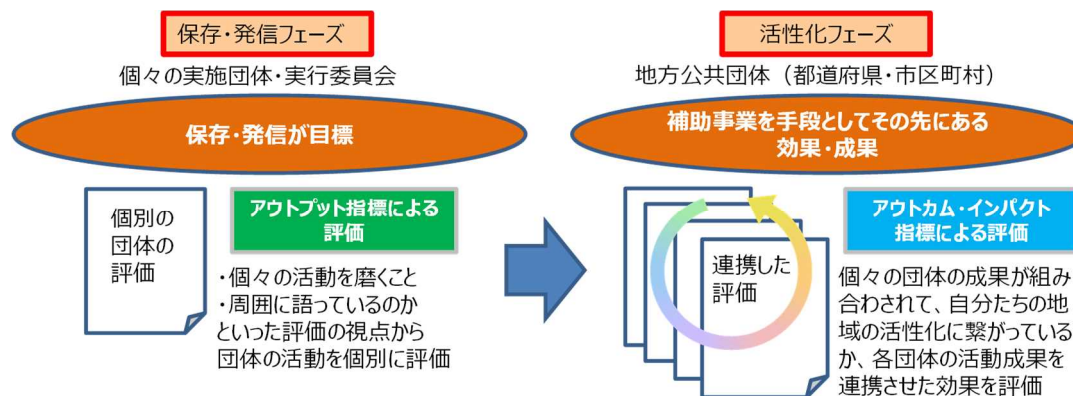 保存・発信フェーズ
個々の実施団体・実行委員会
保存・発信が目標
個別の
団体の
評価
アウトプット指標による
評価
・個々の活動を磨くこと
・周囲に語っているのか
といった評価の視点から
団体の活動を個別に評価
活性化フェーズ
地方公共団体（都道府県・市区町村）
補助事業を手段としてその先にある
効果・成果
連携した
評価
アウトカム・インパクト
指標による評価
個々の団体の成果が組み
合わされて、自分たちの地
域の活性化に繋がっている
か、各団体の活動成果を
連携させた効果を評価